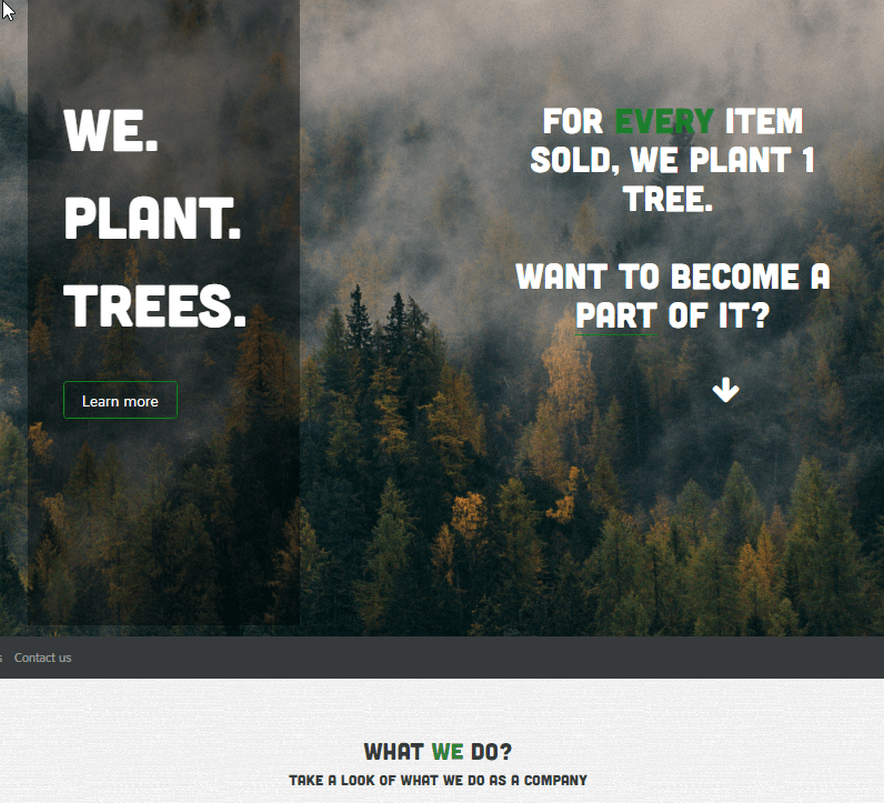 WE.
PLANT.
TREES.
Learn more
FOR EVERY ITEM
SOLD, WE PLANT 1
TREE.
WANT TO BECOME A
PART OF IT?
Contact us
WHAT WE DO?
TAKE A LOOK OF WHAT WE DO AS A COMPANY